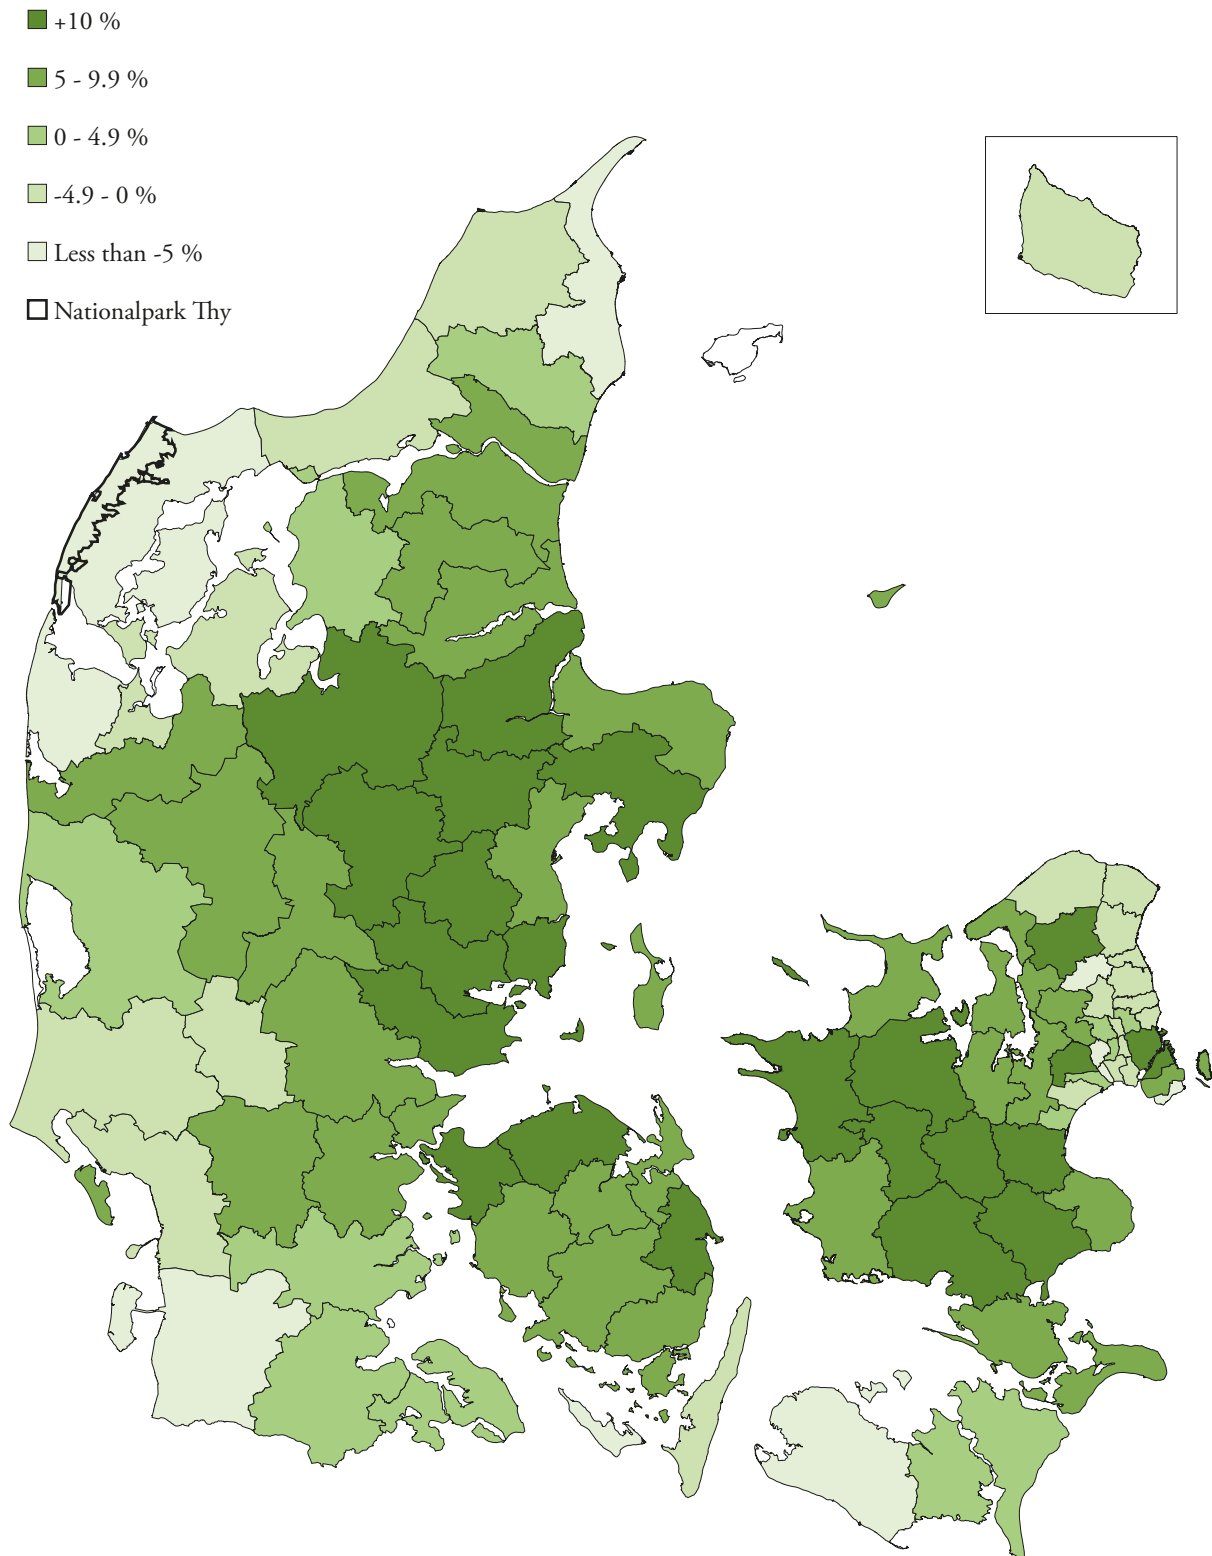 +10 %
5 - 9.9 %
0 - 4.9 %
-4.9 - 0 %
Less than -5 %
Nationalpark Thy